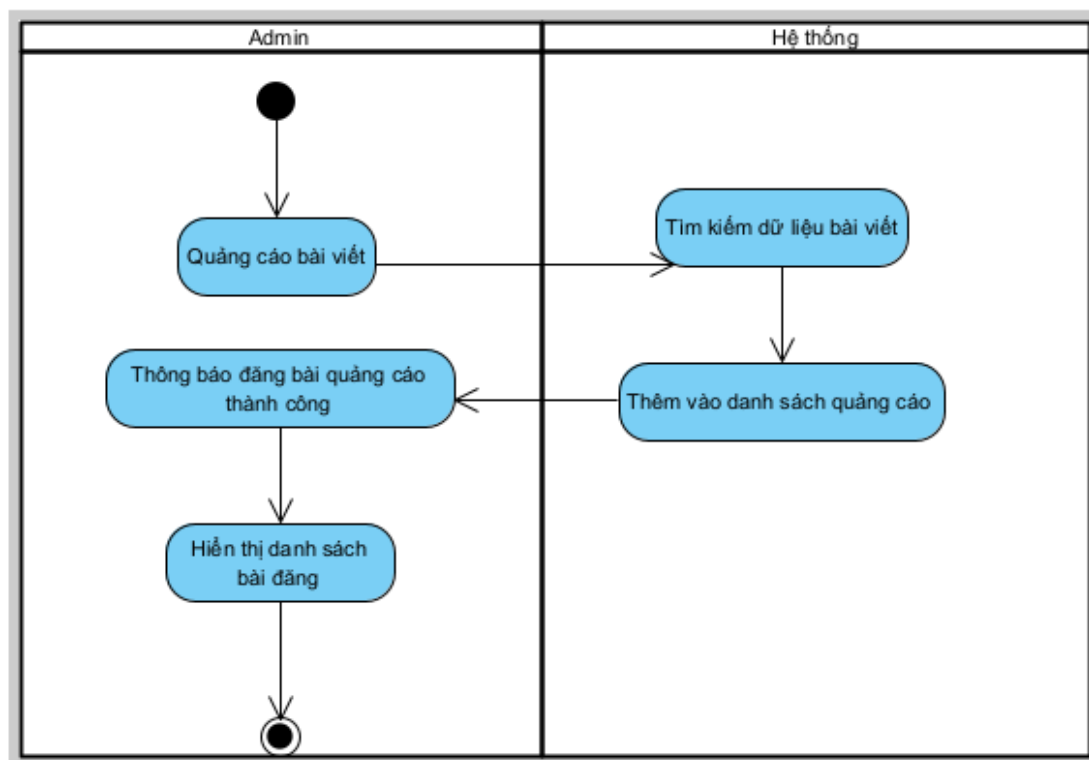 Admin
Hệ thống
Quảng cáo bài viết
Tìm kiếm dữ liệu bài viết
Thông báo đăng bài quảng cáo
thành công
Thêm vào danh sách quảng cáo
Hiển thị danh sách
bài đăng